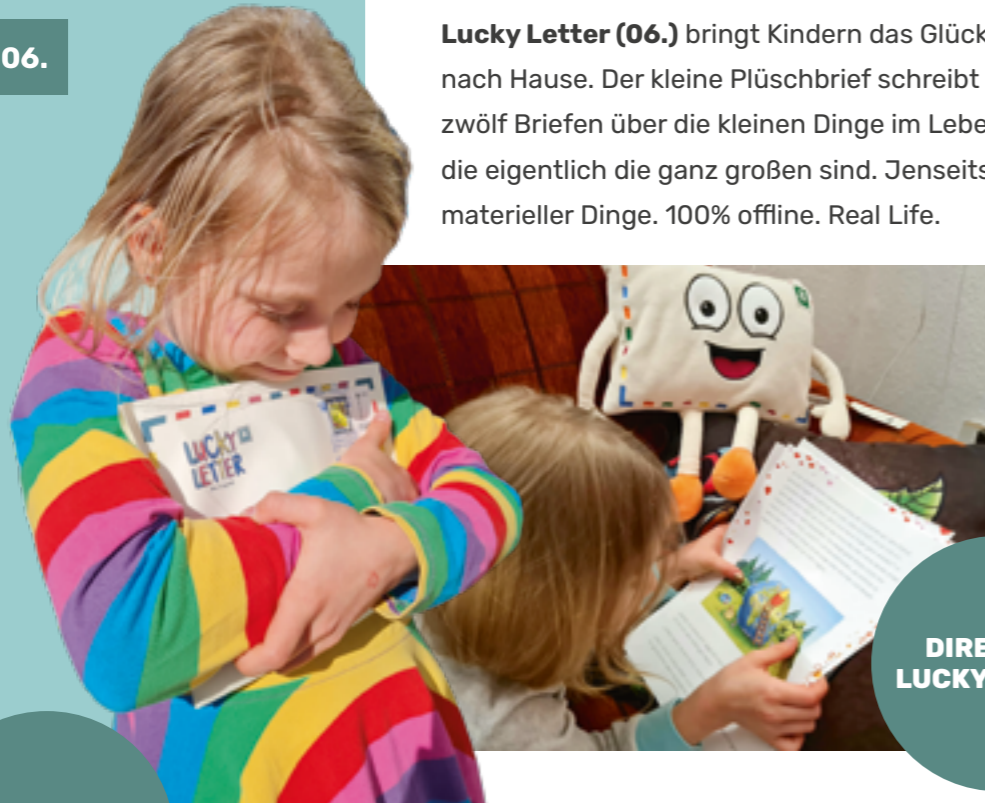 06.
Lucky Letter (06.) bringt Kindern das Glück
nach Hause. Der kleine Plüschbrief schreibt
zwölf Briefen über die kleinen Dinge im Lebe
die eigentlich die ganz großen sind. Jenseits
materieller Dinge. 100% offline. Real Life.
LUCKY
LETTER
DIRE
LUCKY